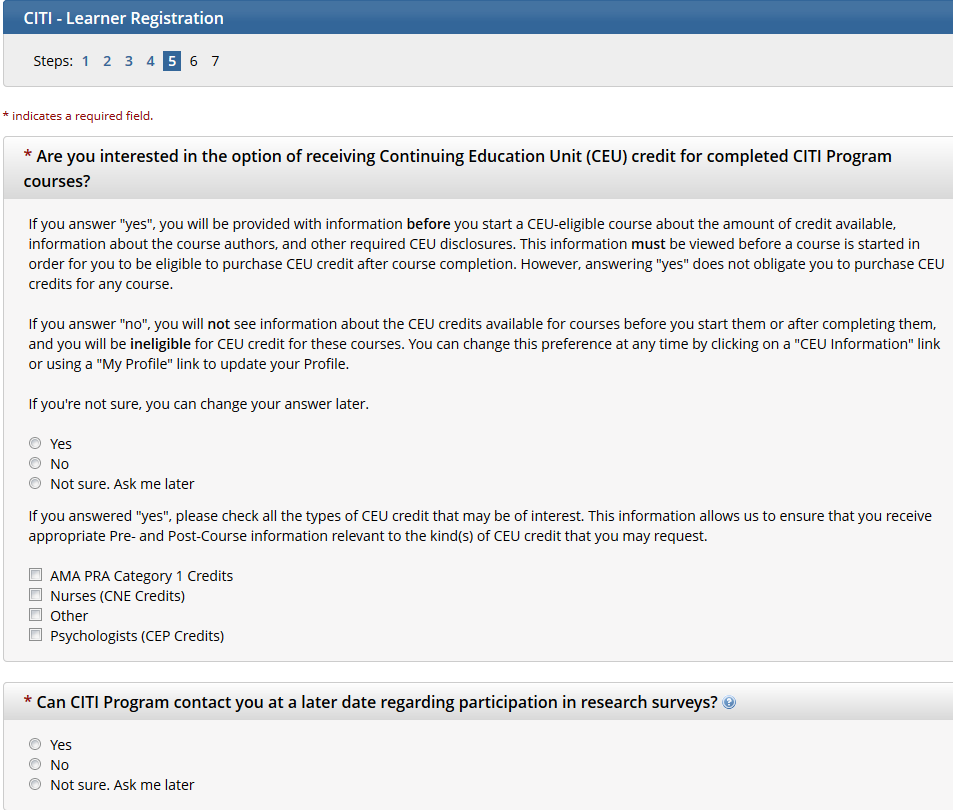 CITI - Learner Registration
Steps: 1 2 3 4 5 6 7
* indicates a required field.
* Are you interested in the option of receiving Continuing Education Unit (CEU) credit for completed CITI Program
courses?
If you answer "yes", you will be provided with information before you start a CEU-eligible course about the amount of credit available,
information about the course authors, and other required CEU disclosures. This information must be viewed before a course is started in
order for you to be eligible to purchase CEU credit after course completion. However, answering "yes" does not obligate you to purchase CEU
credits for any course.
If you answer "no", you will not see information about the CEU credits available for courses before you start them or after completing them,
and you will be ineligible for CEU credit for these courses. You can change this preference at any time by clicking on a "CEU Information" link
or using a "My Profile" link to update your Profile.
If you're not sure, you can change your answer later.
Yes
No
Not sure. Ask me later
If you answered "yes", please check all the types of CEU credit that may be of interest. This information allows us to ensure that you receive
appropriate Pre- and Post-Course information relevant to the kind(s) of CEU credit that you may request.
AMA PRA Category 1 Credits
Nurses (CNE Credits)
Other
Psychologists (CEP Credits)
* Can CITI Program contact you at a later date regarding participation in research surveys? ?
Yes
No
Not sure. Ask me later